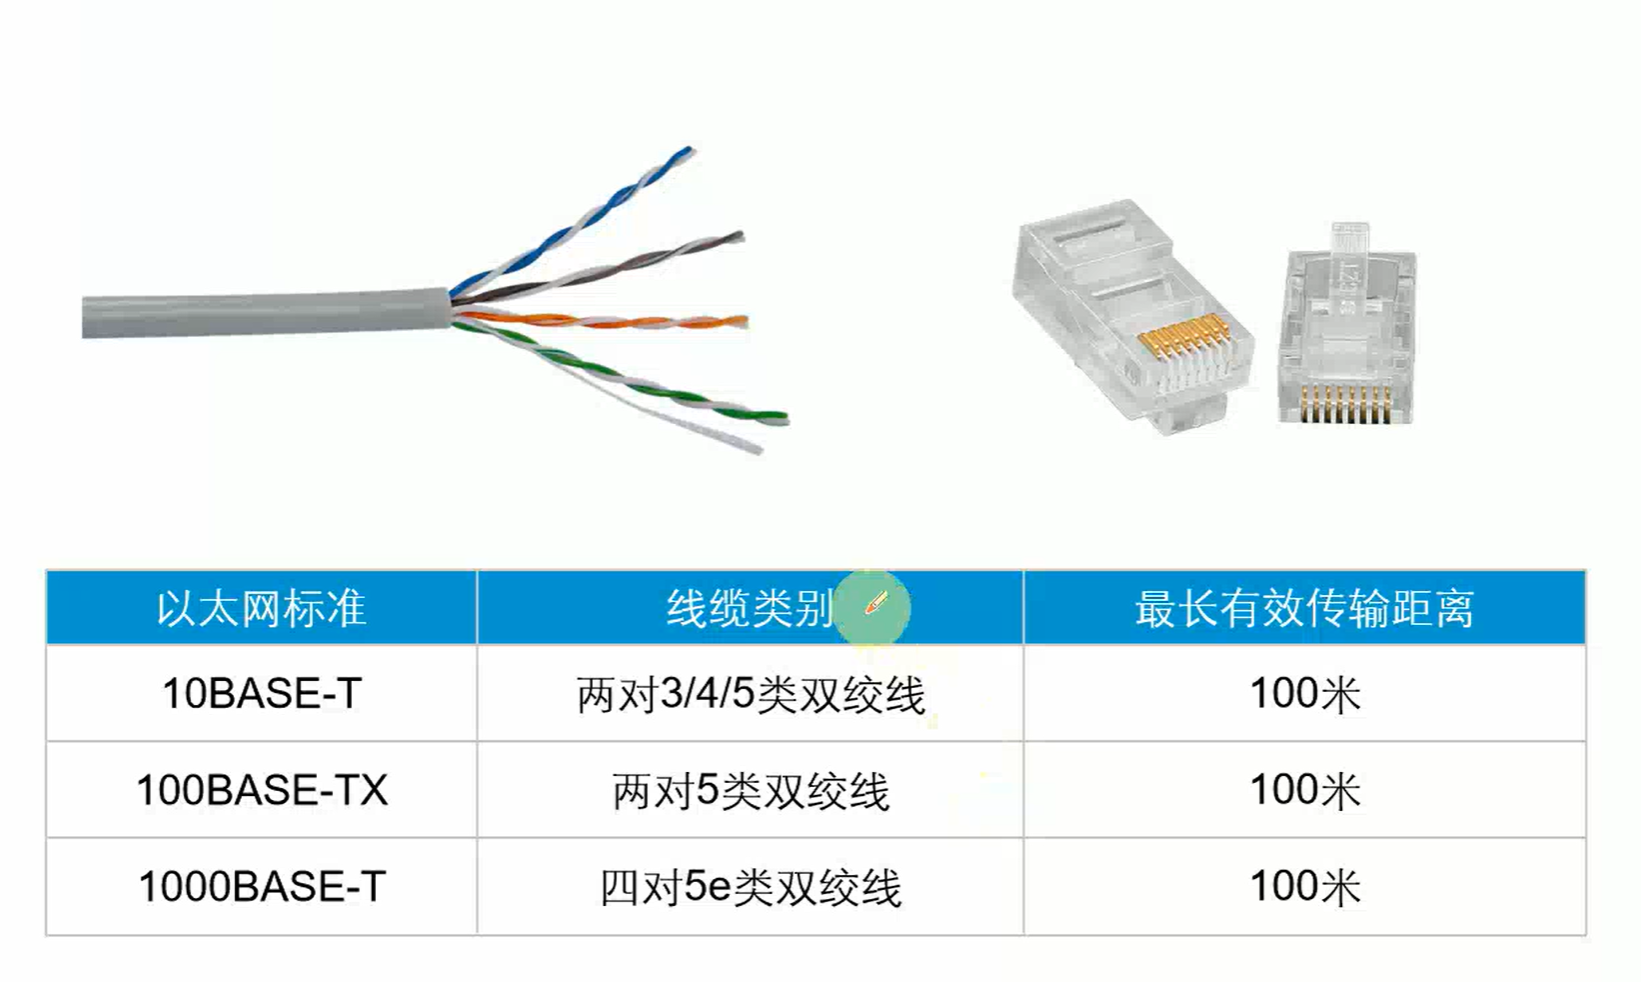 以太网标准 线缆类别 最长有效传输距离
10BASE-T 两对3/4/5类双绞线 100米
100BASE-TX 两对5类双绞线 100米
1000BASE-T 四对5e类双绞线 100米